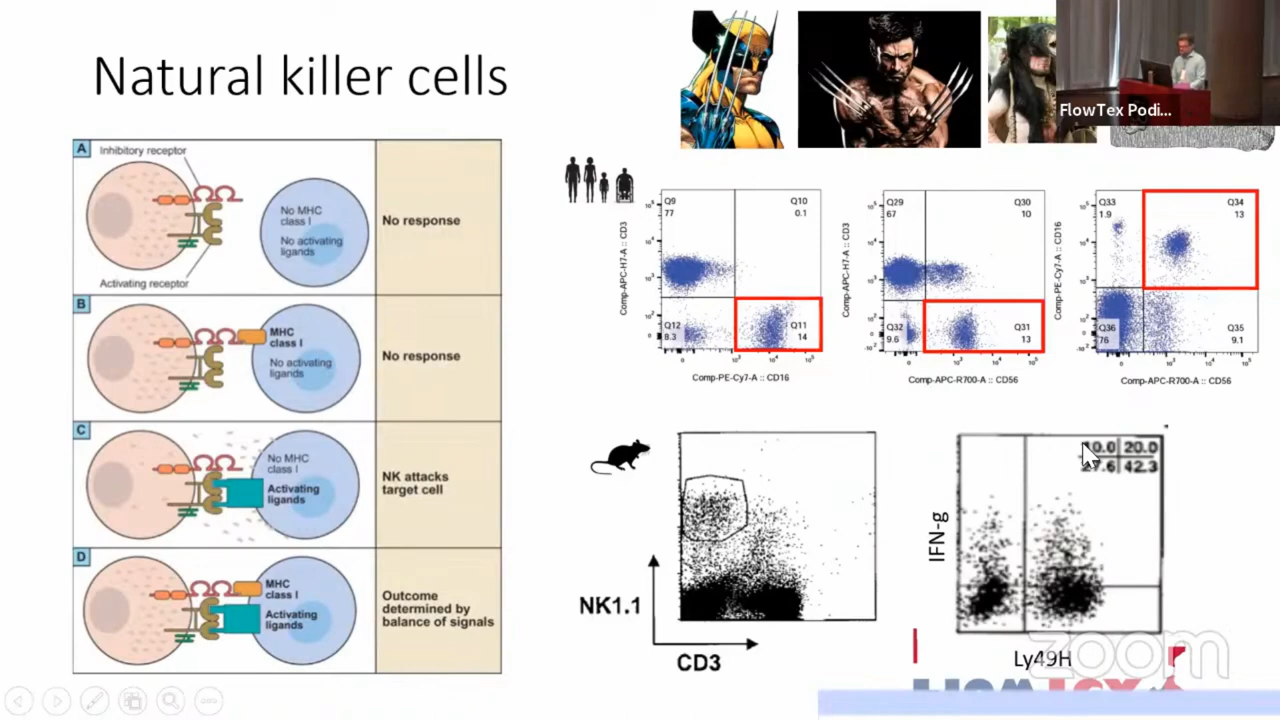 Natural killer cells
FlowTex Podi...
A
Inhibitory receptor
No MHC
class I
No activating
ligands
Activating receptor
No response
B
MHC
class I
No activating
ligands
No response
C
No MHC
class I
Activating
ligands
NK attacks
target cell
D
MHC
class I
Activating
ligands
Outcome
determined by
balance of signals
Comp-APC-H7-A :: CD3
Q9
77
Q10
0.1
Q12
8.3
Q11
14
Comp-PE-Cy7-A :: CD16
Comp-APC-H7-A :: CD3
Q29
67
Q30
10
Q32
9.6
Q31
13
Comp-APC-R700-A :: CD56
Comp-PE-Cy7-A :: CD16
Q33
1.9
Q34
13
Q36
76
Q35
9.1
Comp-APC-R700-A :: CD56
NK1.1
CD3
IFN-g
20.0
42.3
Ly49H
zoom